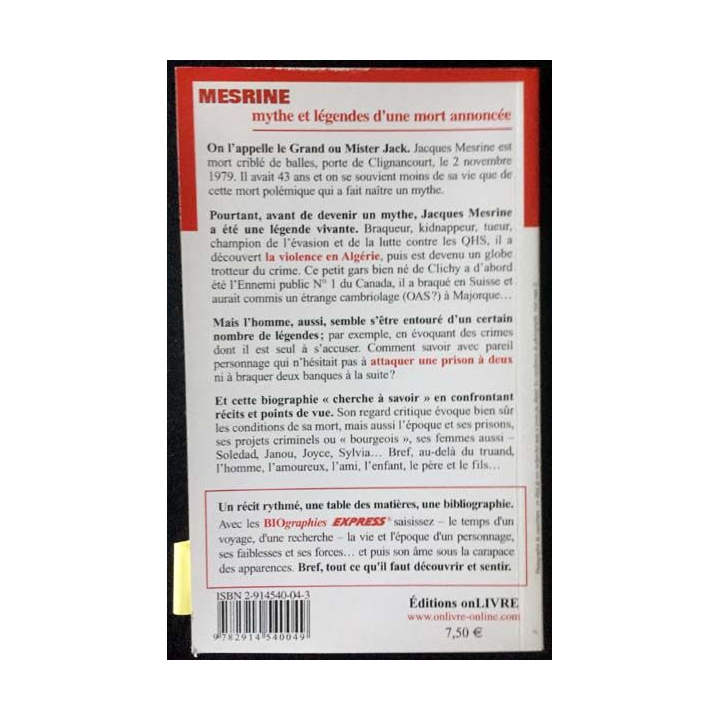 MESRINE
mythe et légendes d'une mort annoncée
On l'appelle le Grand ou Mister Jack. Jacques Mesrine est
mort criblé de balles, porte de Clignancourt, le 2 novembre
1979. Il avait 43 ans et on se souvient moins de sa vie que de
cette mort polémique qui a fait naître un mythe.
Pourtant, avant de devenir un mythe, Jacques Mesrine
a été une légende vivante. Braqueur, kidnappeur, tueur,
champion de l'évasion et de la lutte contre les QHS, il a
découvert la violence en Algérie, puis est devenu un globe
trotteur du crime. Ce petit gars bien né de Clichy a d'abord
été l'Ennemi public N° 1 du Canada, il a braqué en Suisse et
aurait commis un étrange cambriolage (OAS?) à Majorque…
Mais l'homme, aussi, semble s'être entouré d'un certain
nombre de légendes; par exemple, en évoquant des crimes
dont il est seul à s'accuser. Comment savoir avec pareil
personnage qui n'hésitait pas à attaquer une prison à deux
ni à braquer deux banques à la suite?
Et cette biographie « cherche à savoir » en confrontant
récits et points de vue. Son regard critique évoque bien sûr
les conditions de sa mort, mais aussi l'époque et ses prisons,
ses projets criminels ou « bourgeois », ses femmes aussi –
Soledad, Janou, Joyce, Sylvia… Bref, au-delà du truand,
l'homme, l'amoureux, l'ami, l'enfant, le père et le fils…
Un récit rythmé, une table des matières, une bibliographie.
Avec les BIOgraphies EXPRESS® saisissez – le temps d'un
voyage, d'une recherche – la vie et l'époque d'un personnage,
ses faiblesses et ses forces… et puis son âme sous la carapace
des apparences. Bref, tout ce qu'il faut découvrir et sentir.
ISBN 2-914540-04-3
9 782914 540049
Éditions onLIVRE
www.onlivre-online.com
7,50 €